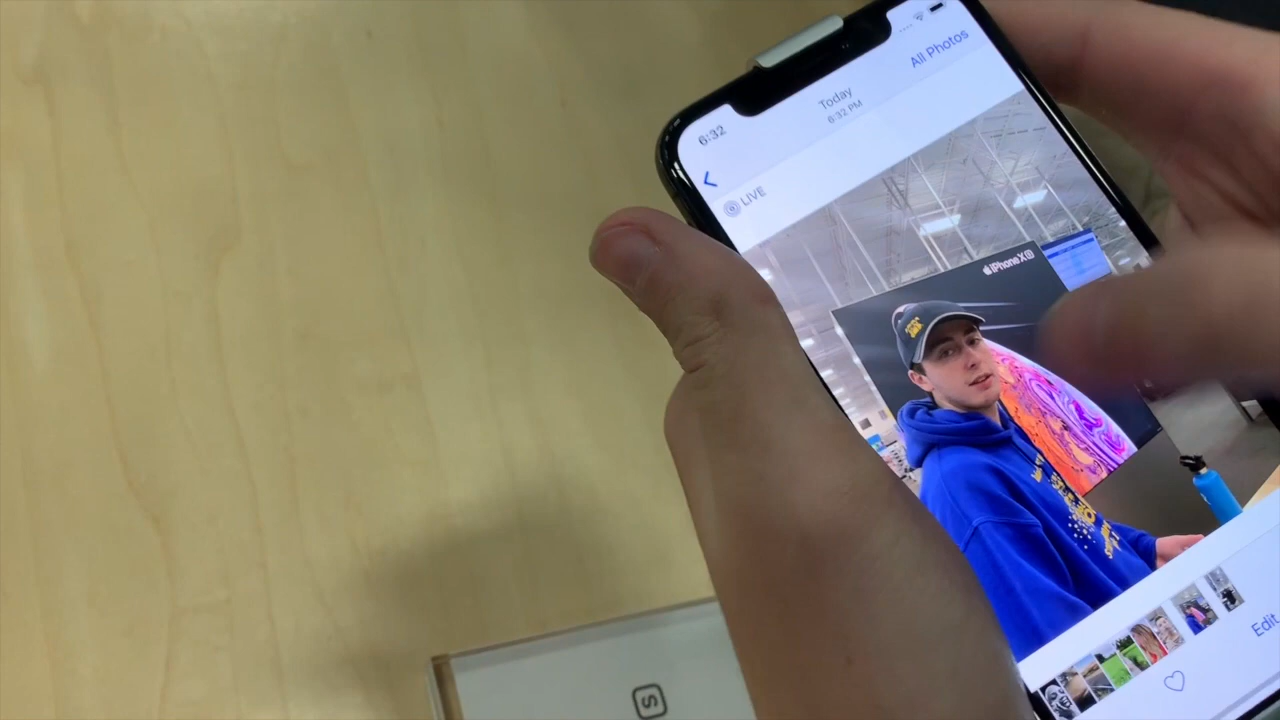 All Photos
Today
6:32 PM
6:32
LIVE
iPhone XS
Edit
S